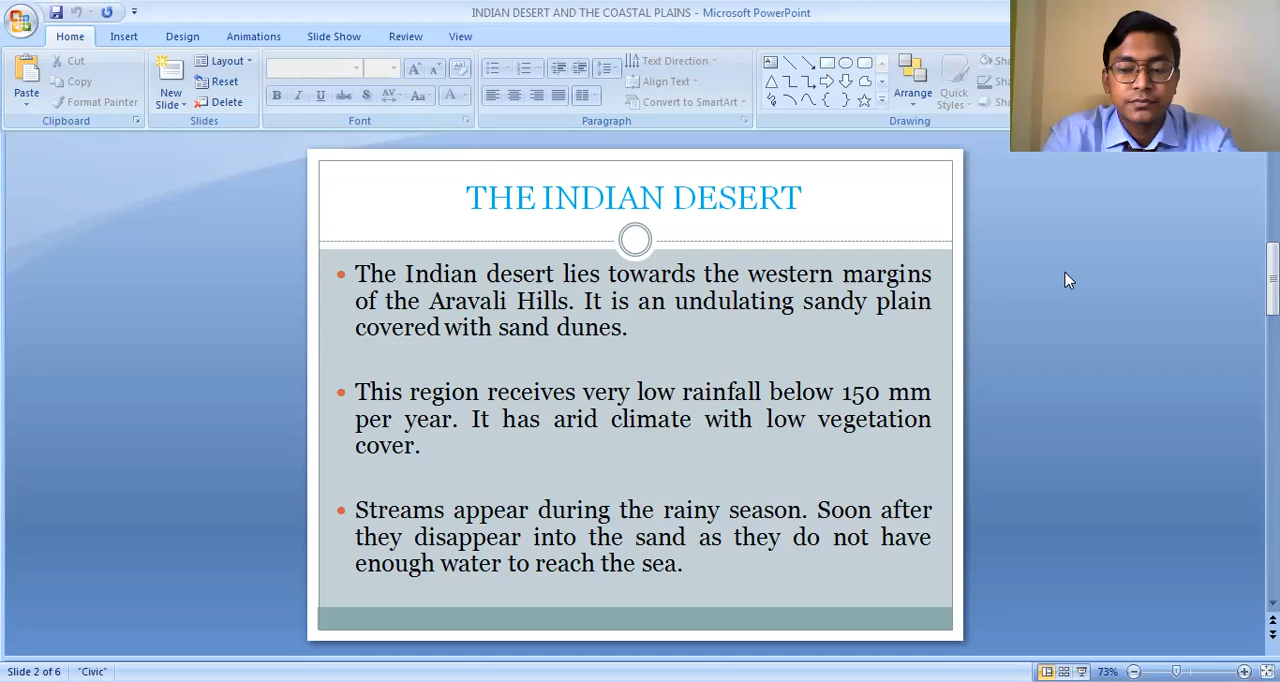 INDIAN DESERT AND THE COASTAL PLAINS - Microsoft PowerPoint
Home Insert Design Animations Slide Show Review View
Cut
Copy
Format Painter
Paste
Clipboard
New
Slide
Layout
Reset
Delete
Slides
B I U abc S AV Aa A
Font
Text Direction
Align Text
Convert to SmartArt
Paragraph
Arrange
Quick
Styles
Drawing
THE INDIAN DESERT
The Indian desert lies towards the western margins
of the Aravali Hills. It is an undulating sandy plain
covered with sand dunes.
This region receives very low rainfall below 150 mm
per year. It has arid climate with low vegetation
cover.
Streams appear during the rainy season. Soon after
they disappear into the sand as they do not have
enough water to reach the sea.
Slide 2 of 6 "Civic" 73%